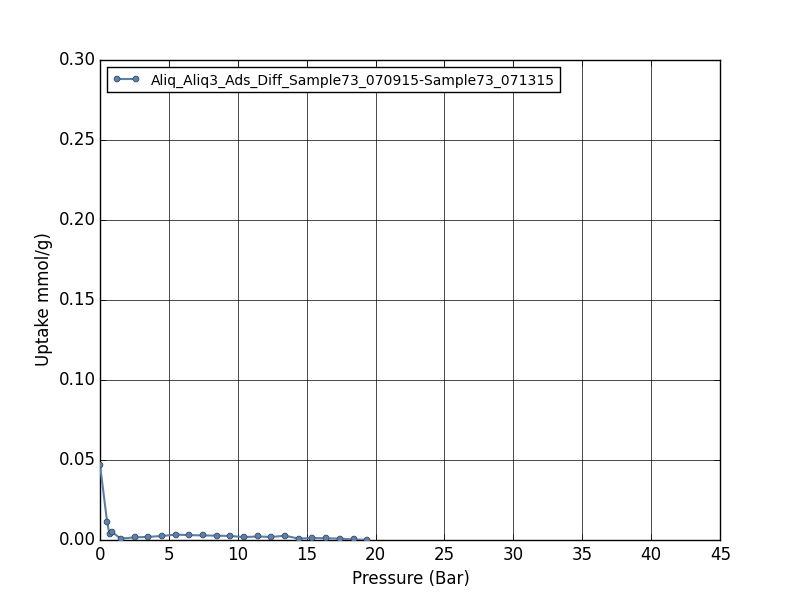 Aliq_Aliq3_Ads_Diff_Sample73_070915-Sample73_071315
0.30
0.25
0.20
0.15
0.10
0.05
0.00
Uptake mmol/g)
0 5 10 15 20 25 30 35 40 45
Pressure (Bar)